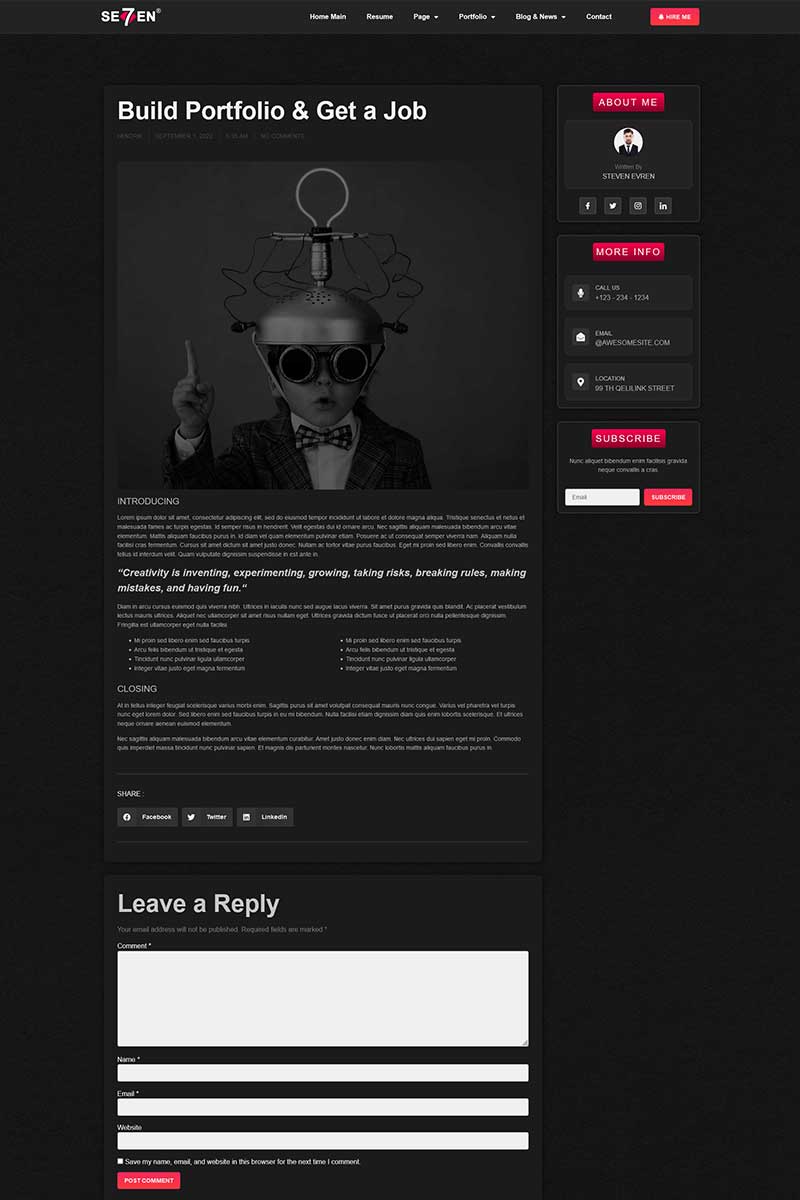 SE7EN®
Home Main Resume Page Portfolio Blog & News Contact HIRE ME
Build Portfolio & Get a Job
HENDRIK SEPTEMBER 1, 2022 NO COMMENTS
INTRODUCING
Lorem ipsum dolor sit amet, consectetur adipiscing elit, sed do eiusmod tempor incididunt ut labore et dolore magna aliqua. Tristique senectus et netus et
malesuada fames ac turpis egestas. Id semper risus in hendrerit. Velit egestas dui id ornare arcu. Nec sagittis aliquam malesuada bibendum arcu vitae
elementum. Mattis aliquam faucibus purus in. Id diam vel quam elementum pulvinar etiam. Posuere ac ut consequat semper viverra nam. Aliquam nulla
facilisi cras fermentum. Cursus sit amet dictum sit amet justo donec. Nullam ac tortor vitae purus faucibus. Eget mi proin sed libero enim. Convallis convallis
tellus id interdum velit. Quam vulputate dignissim suspendisse in est ante in.
“Creativity is inventing, experimenting, growing, taking risks, breaking rules, making
mistakes, and having fun.“
Diam in arcu cursus euismod quis viverra nibh. Ultrices in iaculis nunc sed augue lacus viverra. Sit amet purus gravida quis blandit. Ac placerat vestibulum
lectus mauris ultrices. Aliquet nec ullamcorper sit amet risus nullam eget. Ultrices gravida dictum fusce ut placerat orci nulla pellentesque dignissim.
Fringilla est ullamcorper eget nulla facilisi.
• Mi proin sed libero enim sed faucibus turpis
• Arcu felis bibendum ut tristique et egesta
• Tincidunt nunc pulvinar ligula ullamcorper
• Integer vitae justo eget magna fermentum
• Mi proin sed libero enim sed faucibus turpis
• Arcu felis bibendum ut tristique et egesta
• Tincidunt nunc pulvinar ligula ullamcorper
• Integer vitae justo eget magna fermentum
CLOSING
At in tellus integer feugiat scelerisque varius morbi enim. Sagittis purus sit amet volutpat consequat mauris nunc congue. Varius vel pharetra vel turpis
nunc eget lorem dolor. Sed libero enim sed faucibus turpis in eu mi bibendum. Nulla facilisi etiam dignissim diam quis enim lobortis scelerisque. Et ultrices
neque ornare aenean euismod elementum.
Nec sagittis aliquam malesuada bibendum arcu vitae elementum curabitur. Amet justo donec enim diam. Nec ultrices dui sapien eget mi proin. Commodo
quis imperdiet massa tincidunt nunc pulvinar sapien. Et magnis dis parturient montes nascetur. Nunc lobortis mattis aliquam faucibus purus in.
SHARE :
Facebook Twitter LinkedIn
Leave a Reply
Your email address will not be published. Required fields are marked *
Comment *
Name *
Email *
Website
Save my name, email, and website in this browser for the next time I comment.
POST COMMENT
ABOUT ME
Written By
STEVEN EVREN
MORE INFO
CALL US
+123 - 234 - 1234
EMAIL
@AWESOMESITE.COM
LOCATION
99 TH QELILINK STREET
SUBSCRIBE
Nunc aliquet bibendum enim facilisis gravida
neque convallis a cras
Email SUBSCRIBE